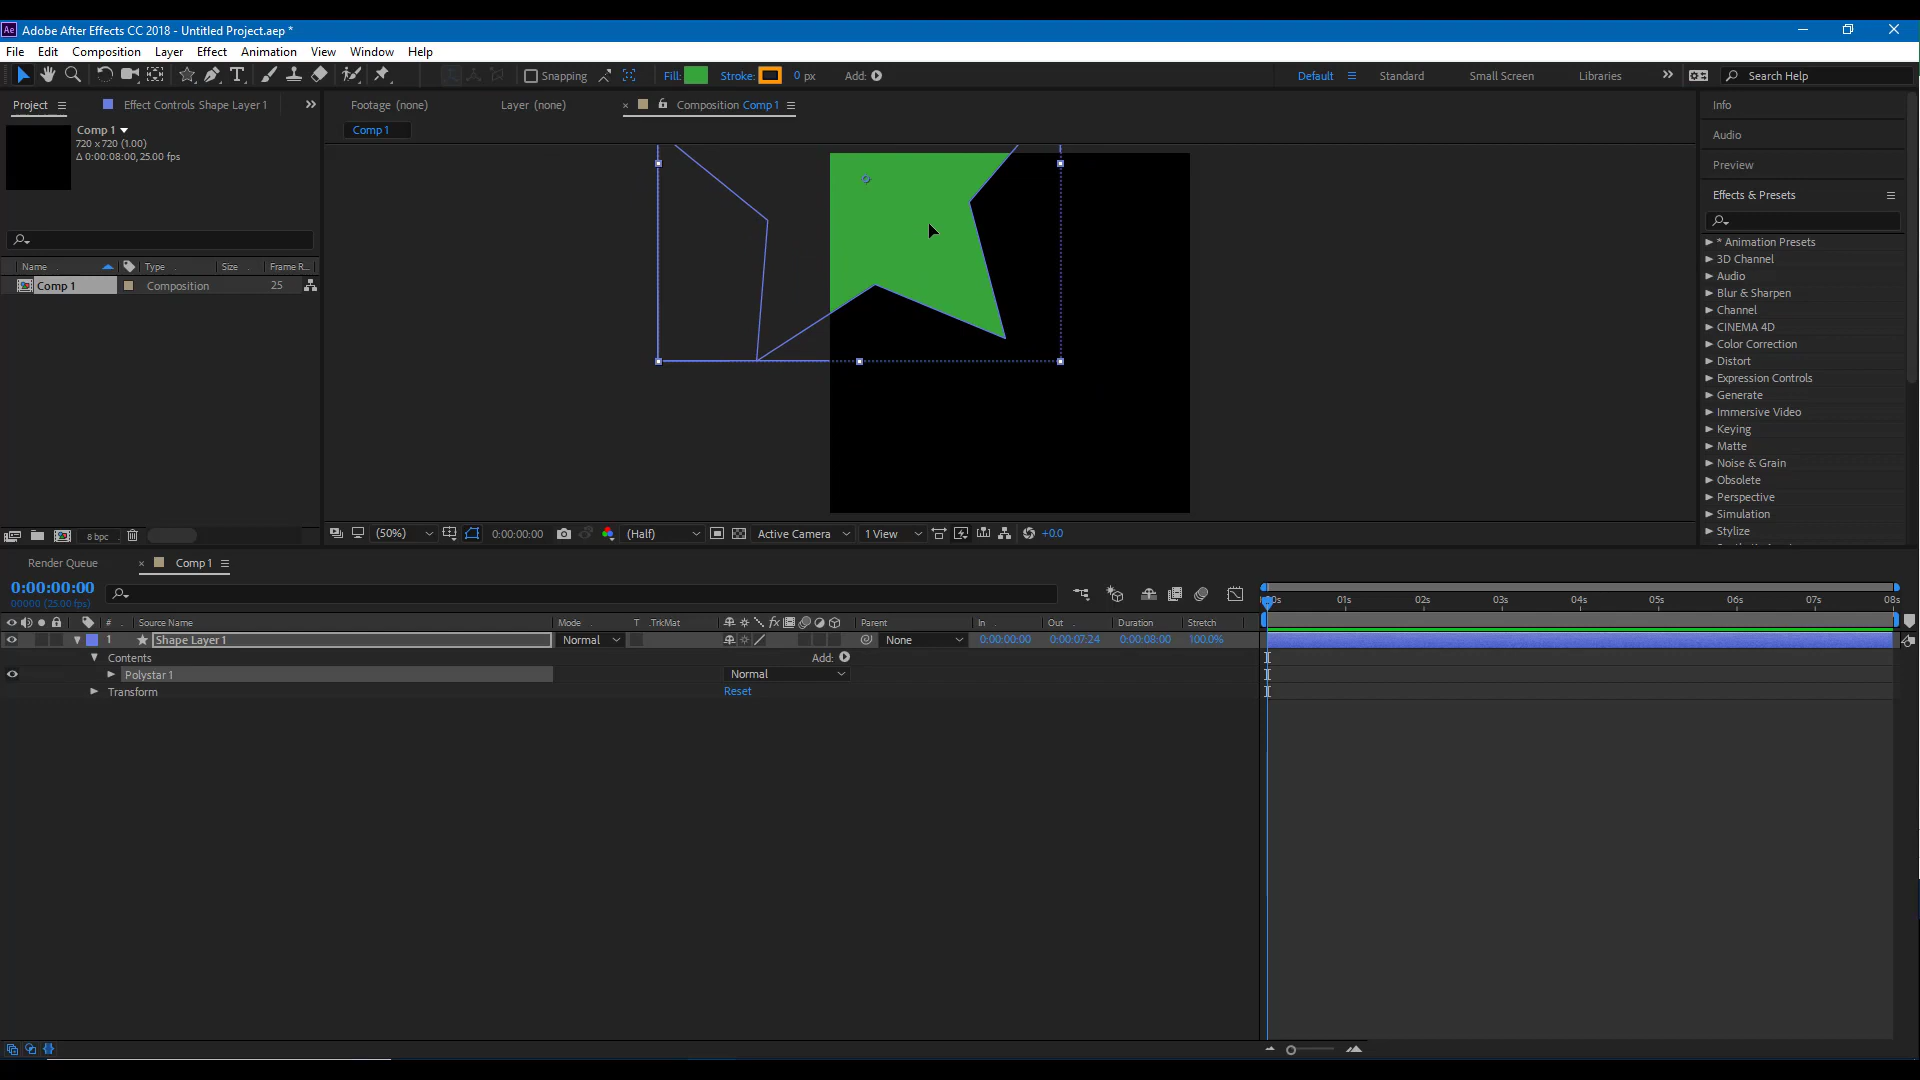 Ae Adobe After Effects CC 2018 - Untitled Project.aep *
File Edit Composition Layer Effect Animation View Window Help
Snapping Fill: Stroke: 0 px Add: Default Standard Small Screen Libraries Search Help
Project Effect Controls Shape Layer 1 Footage (none) Layer (none) Composition Comp 1 Info
Comp 1
Comp 1
720 x 720 (1.00)
Δ 0:00:08:00, 25.00 fps
Audio
Preview
Effects & Presets
* Animation Presets
3D Channel
Audio
Blur & Sharpen
Channel
CINEMA 4D
Color Correction
Distort
Expression Controls
Generate
Immersive Video
Keying
Matte
Noise & Grain
Obsolete
Perspective
Simulation
Stylize
Name Type Size Frame R...
Comp 1 Composition 25
8 bpc (50%) 0:00:00:00 (Half) Active Camera 1 View +0.0
Render Queue Comp 1
0:00:00:00
00000 (25.00 fps)
01s 02s 03s 04s 05s 06s 07s 08s
# Source Name Mode T .TrkMat Parent In Out Duration Stretch
1 Shape Layer 1 Normal None 0:00:00:00 0:00:07:24 0:00:08:00 100.0%
Contents Add:
Polystar 1 Normal
Transform Reset